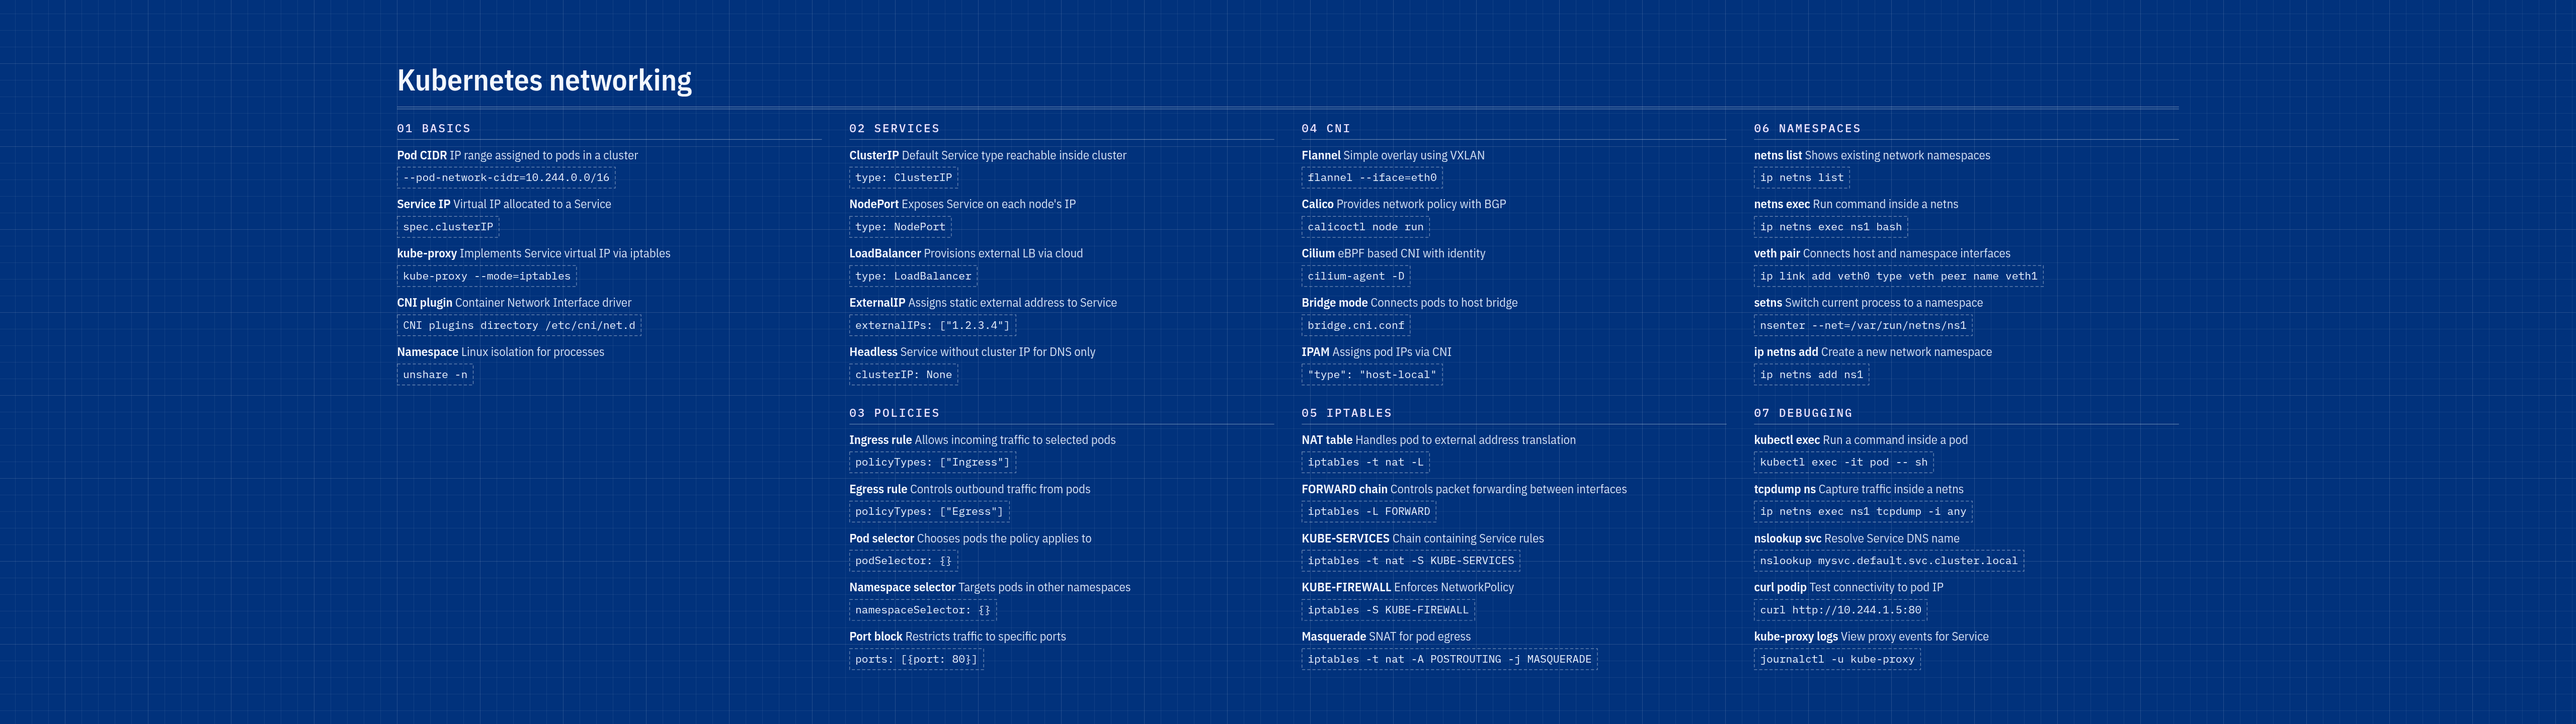 Kubernetes networking
01 BASICS
Pod CIDR IP range assigned to pods in a cluster
--pod-network-cidr=10.244.0.0/16
Service IP Virtual IP allocated to a Service
spec.clusterIP
kube-proxy Implements Service virtual IP via iptables
kube-proxy --mode=iptables
CNI plugin Container Network Interface driver
CNI plugins directory /etc/cni/net.d
Namespace Linux isolation for processes
unshare -n
02 SERVICES
ClusterIP Default Service type reachable inside cluster
type: ClusterIP
NodePort Exposes Service on each node's IP
type: NodePort
LoadBalancer Provisions external LB via cloud
type: LoadBalancer
ExternalIP Assigns static external address to Service
externalIPs: ["1.2.3.4"]
Headless Service without cluster IP for DNS only
clusterIP: None
03 POLICIES
Ingress rule Allows incoming traffic to selected pods
policyTypes: ["Ingress"]
Egress rule Controls outbound traffic from pods
policyTypes: ["Egress"]
Pod selector Chooses pods the policy applies to
podSelector: {}
Namespace selector Targets pods in other namespaces
namespaceSelector: {}
Port block Restricts traffic to specific ports
ports: [{port: 80}]
04 CNI
Flannel Simple overlay using VXLAN
flannel --iface=eth0
Calico Provides network policy with BGP
calicoctl node run
Cilium eBPF based CNI with identity
cilium-agent -D
Bridge mode Connects pods to host bridge
bridge.cni.conf
IPAM Assigns pod IPs via CNI
"type": "host-local"
05 IPTABLES
NAT table Handles pod to external address translation
iptables -t nat -L
FORWARD chain Controls packet forwarding between interfaces
iptables -L FORWARD
KUBE-SERVICES Chain containing Service rules
iptables -t nat -S KUBE-SERVICES
KUBE-FIREWALL Enforces NetworkPolicy
iptables -S KUBE-FIREWALL
Masquerade SNAT for pod egress
iptables -t nat -A POSTROUTING -j MASQUERADE
06 NAMESPACES
netns list Shows existing network namespaces
ip netns list
netns exec Run command inside a netns
ip netns exec ns1 bash
veth pair Connects host and namespace interfaces
ip link add veth0 type veth peer name veth1
setns Switch current process to a namespace
nsenter --net=/var/run/netns/ns1
ip netns add Create a new network namespace
ip netns add ns1
07 DEBUGGING
kubectl exec Run a command inside a pod
kubectl exec -it pod -- sh
tcpdump ns Capture traffic inside a netns
ip netns exec ns1 tcpdump -i any
nslookup svc Resolve Service DNS name
nslookup mysvc.default.svc.cluster.local
curl podip Test connectivity to pod IP
curl http://10.244.1.5:80
kube-proxy logs View proxy events for Service
journalctl -u kube-proxy